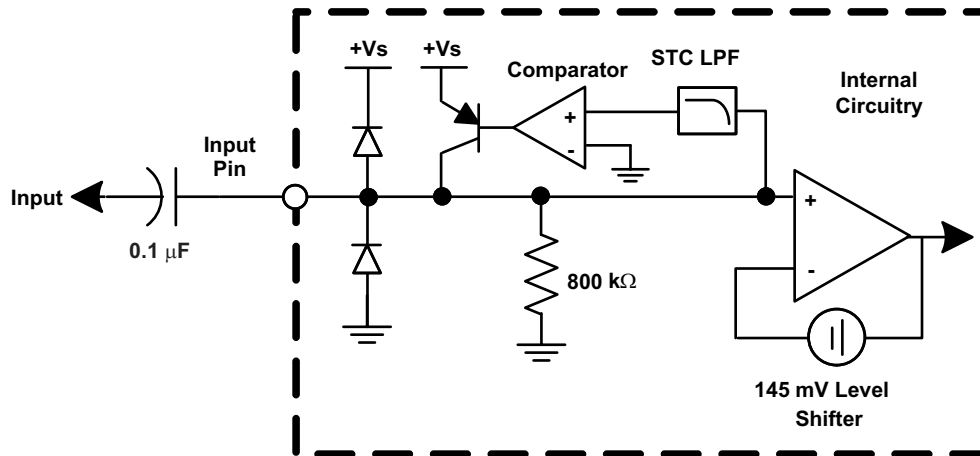 +Vs
+Vs
Comparator
STC LPF
Internal
Circuitry
Input
Pin
Input
0.1 μF
+
-
+
-
800 kΩ
145 mV Level
Shifter